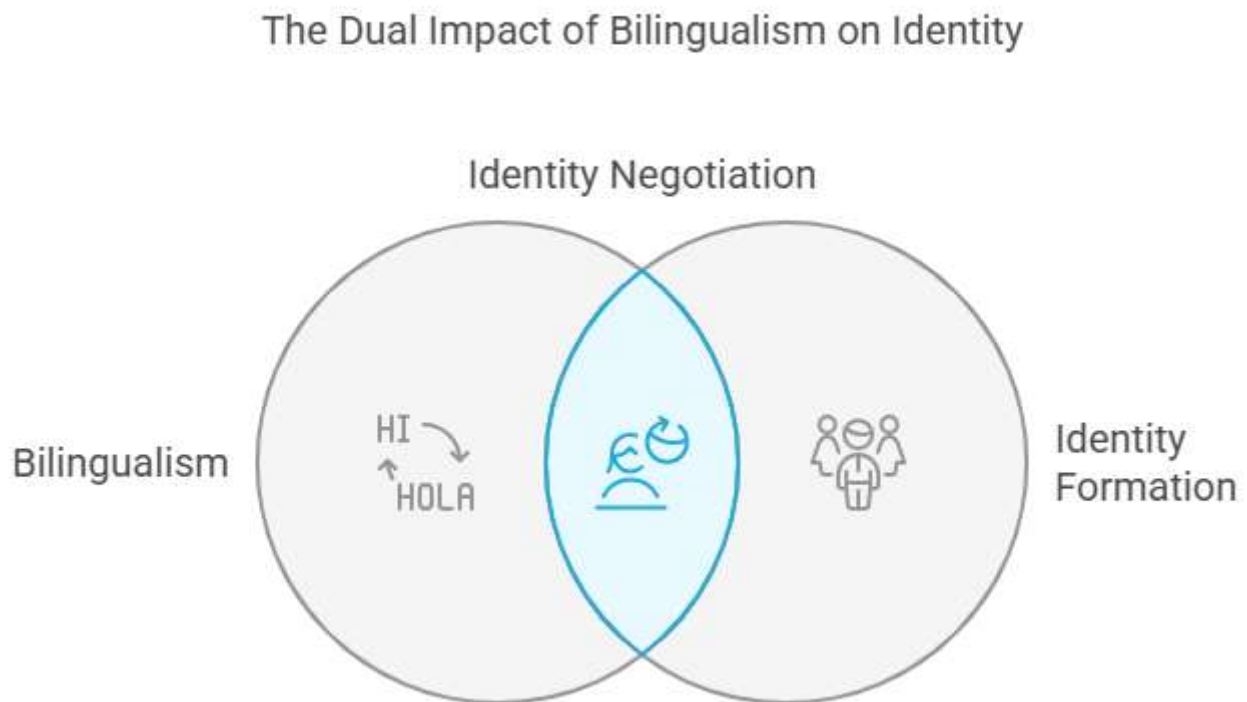 The Dual Impact of Bilingualism on Identity
Identity Negotiation
HI
HOLA
Bilingualism
Identity
Formation